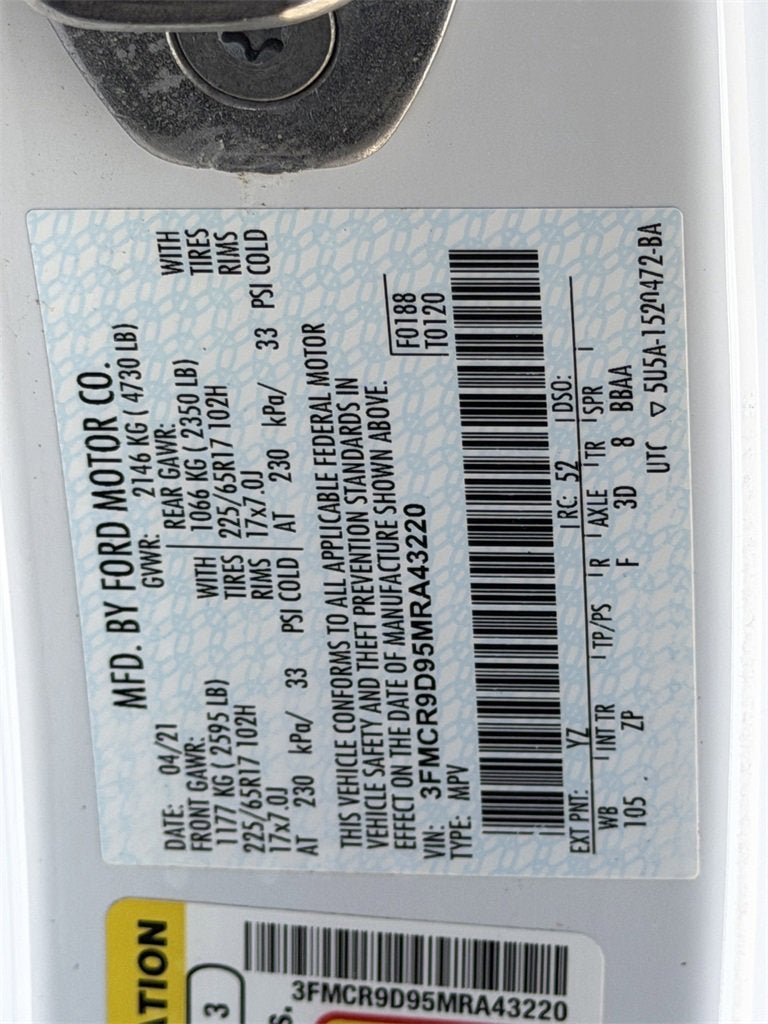 MFD. BY FORD MOTOR CO.
DATE: 04/21 GVWR: 2146 KG ( 4730 LB)
FRONT GAWR: REAR GAWR:
1177 KG ( 2595 LB) WITH 1066 KG ( 2350 LB) WITH
225/65R17 102H TIRES 225/65R17 102H TIRES
17x7.0J RIMS 17x7.0J RIMS
AT 230 kPa/ 33 PSI COLD AT 230 kPa/ 33 PSI COLD
THIS VEHICLE CONFORMS TO ALL APPLICABLE FEDERAL MOTOR
VEHICLE SAFETY AND THEFT PREVENTION STANDARDS IN
EFFECT ON THE DATE OF MANUFACTURE SHOWN ABOVE.
VIN: 3FMCR9D95MRA43220
TYPE: MPV
F0188
T0120
EXT PNT: YZ RC: 52 DSO:
WB INT TR TP/PS R AXLE TR SPR
105 ZP F 3D 8 BBAA
UTC ▽ 5U5A-1520472-BA
ATION
3
S.
3FMCR9D95MRA43220